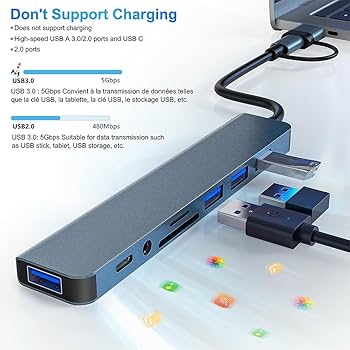 Don't Support Charging
Does not support charging
High-speed USB A 3.0/2.0 ports and USB C
2.0 ports
USB3.0 5Gbps
USB 3.0: 5Gbps Convient à la transmission de données telles
que la clé USB, la tablette, la clé USB, le stockage USB, etc.
USB2.0 480Mbps
USB 3.0: 5Gbps Suitable for data transmission such
as USB stick, tablet, USB storage, etc.